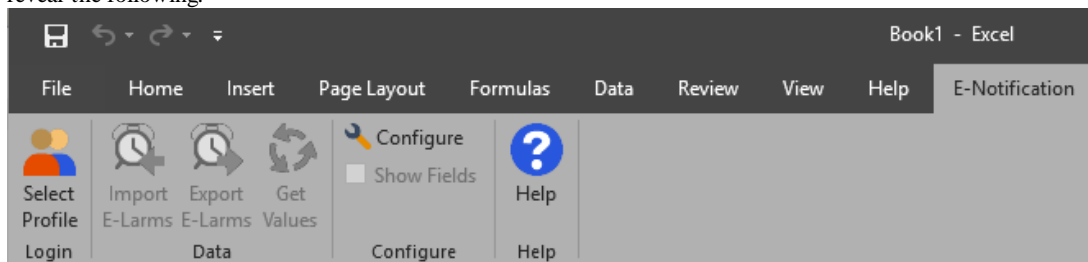 reveal the following.
Book1 - Excel
File Home Insert Page Layout Formulas Data Review View Help E-Notification
Select Profile
Import E-Larms
Export E-Larms
Get Values
Configure
Show Fields
Help
Login Data Configure Help